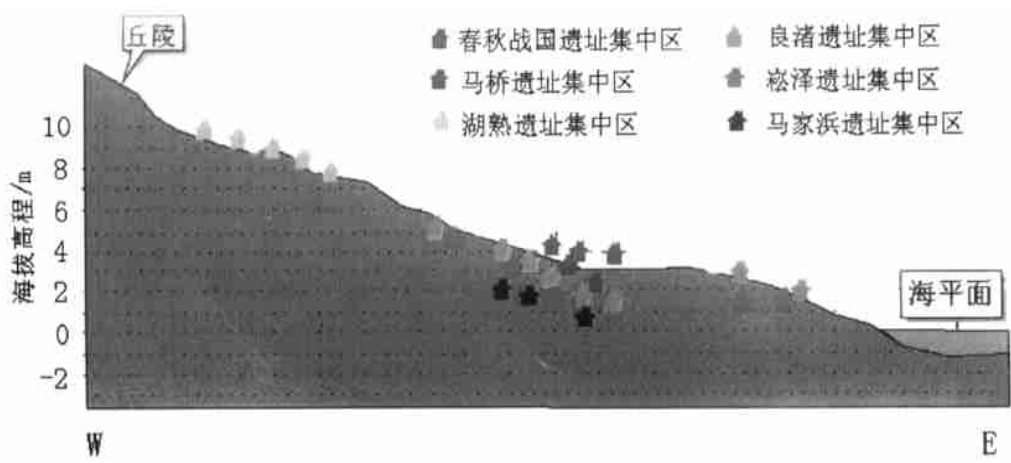 丘陵
春秋战国遗址集中区
良渚遗址集中区
马桥遗址集中区
崧泽遗址集中区
湖熟遗址集中区
马家浜遗址集中区
海拔高程/m
10
8
6
4
2
0
-2
海平面
W
E